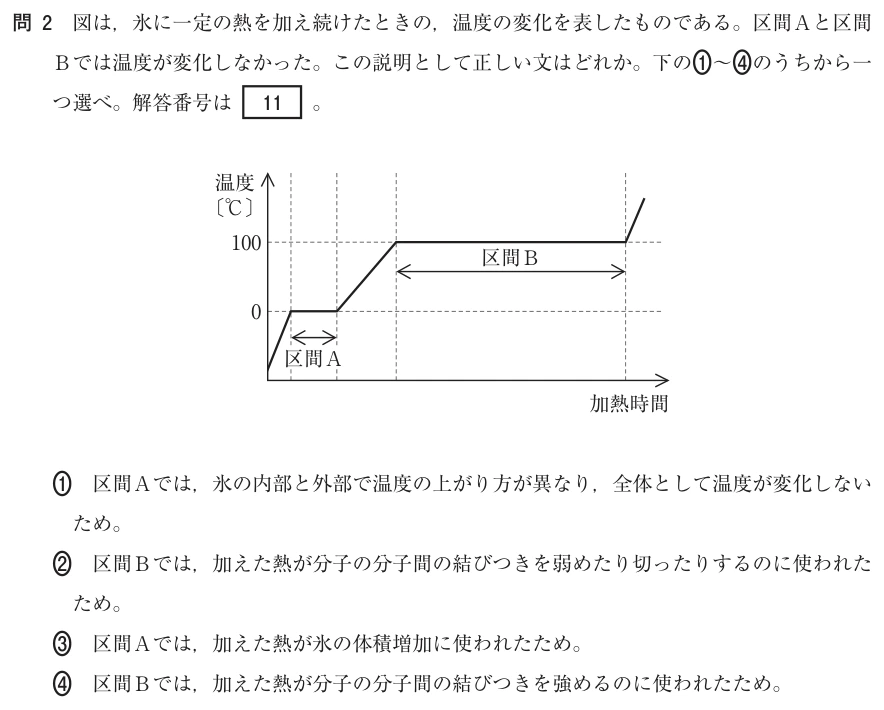 問 2　図は，氷に一定の熱を加え続けたときの，温度の変化を表したものである。区間Ａと区間
Ｂでは温度が変化しなかった。この説明として正しい文はどれか。下の①～④のうちから一
つ選べ。解答番号は 11 。
温度
〔℃〕
100
区間Ｂ
0
区間Ａ
加熱時間
①　区間Ａでは，氷の内部と外部で温度の上がり方が異なり，全体として温度が変化しない
ため。
②　区間Ｂでは，加えた熱が分子の分子間の結びつきを弱めたり切ったりするのに使われた
ため。
③　区間Ａでは，加えた熱が氷の体積増加に使われたため。
④　区間Ｂでは，加えた熱が分子の分子間の結びつきを強めるのに使われたため。